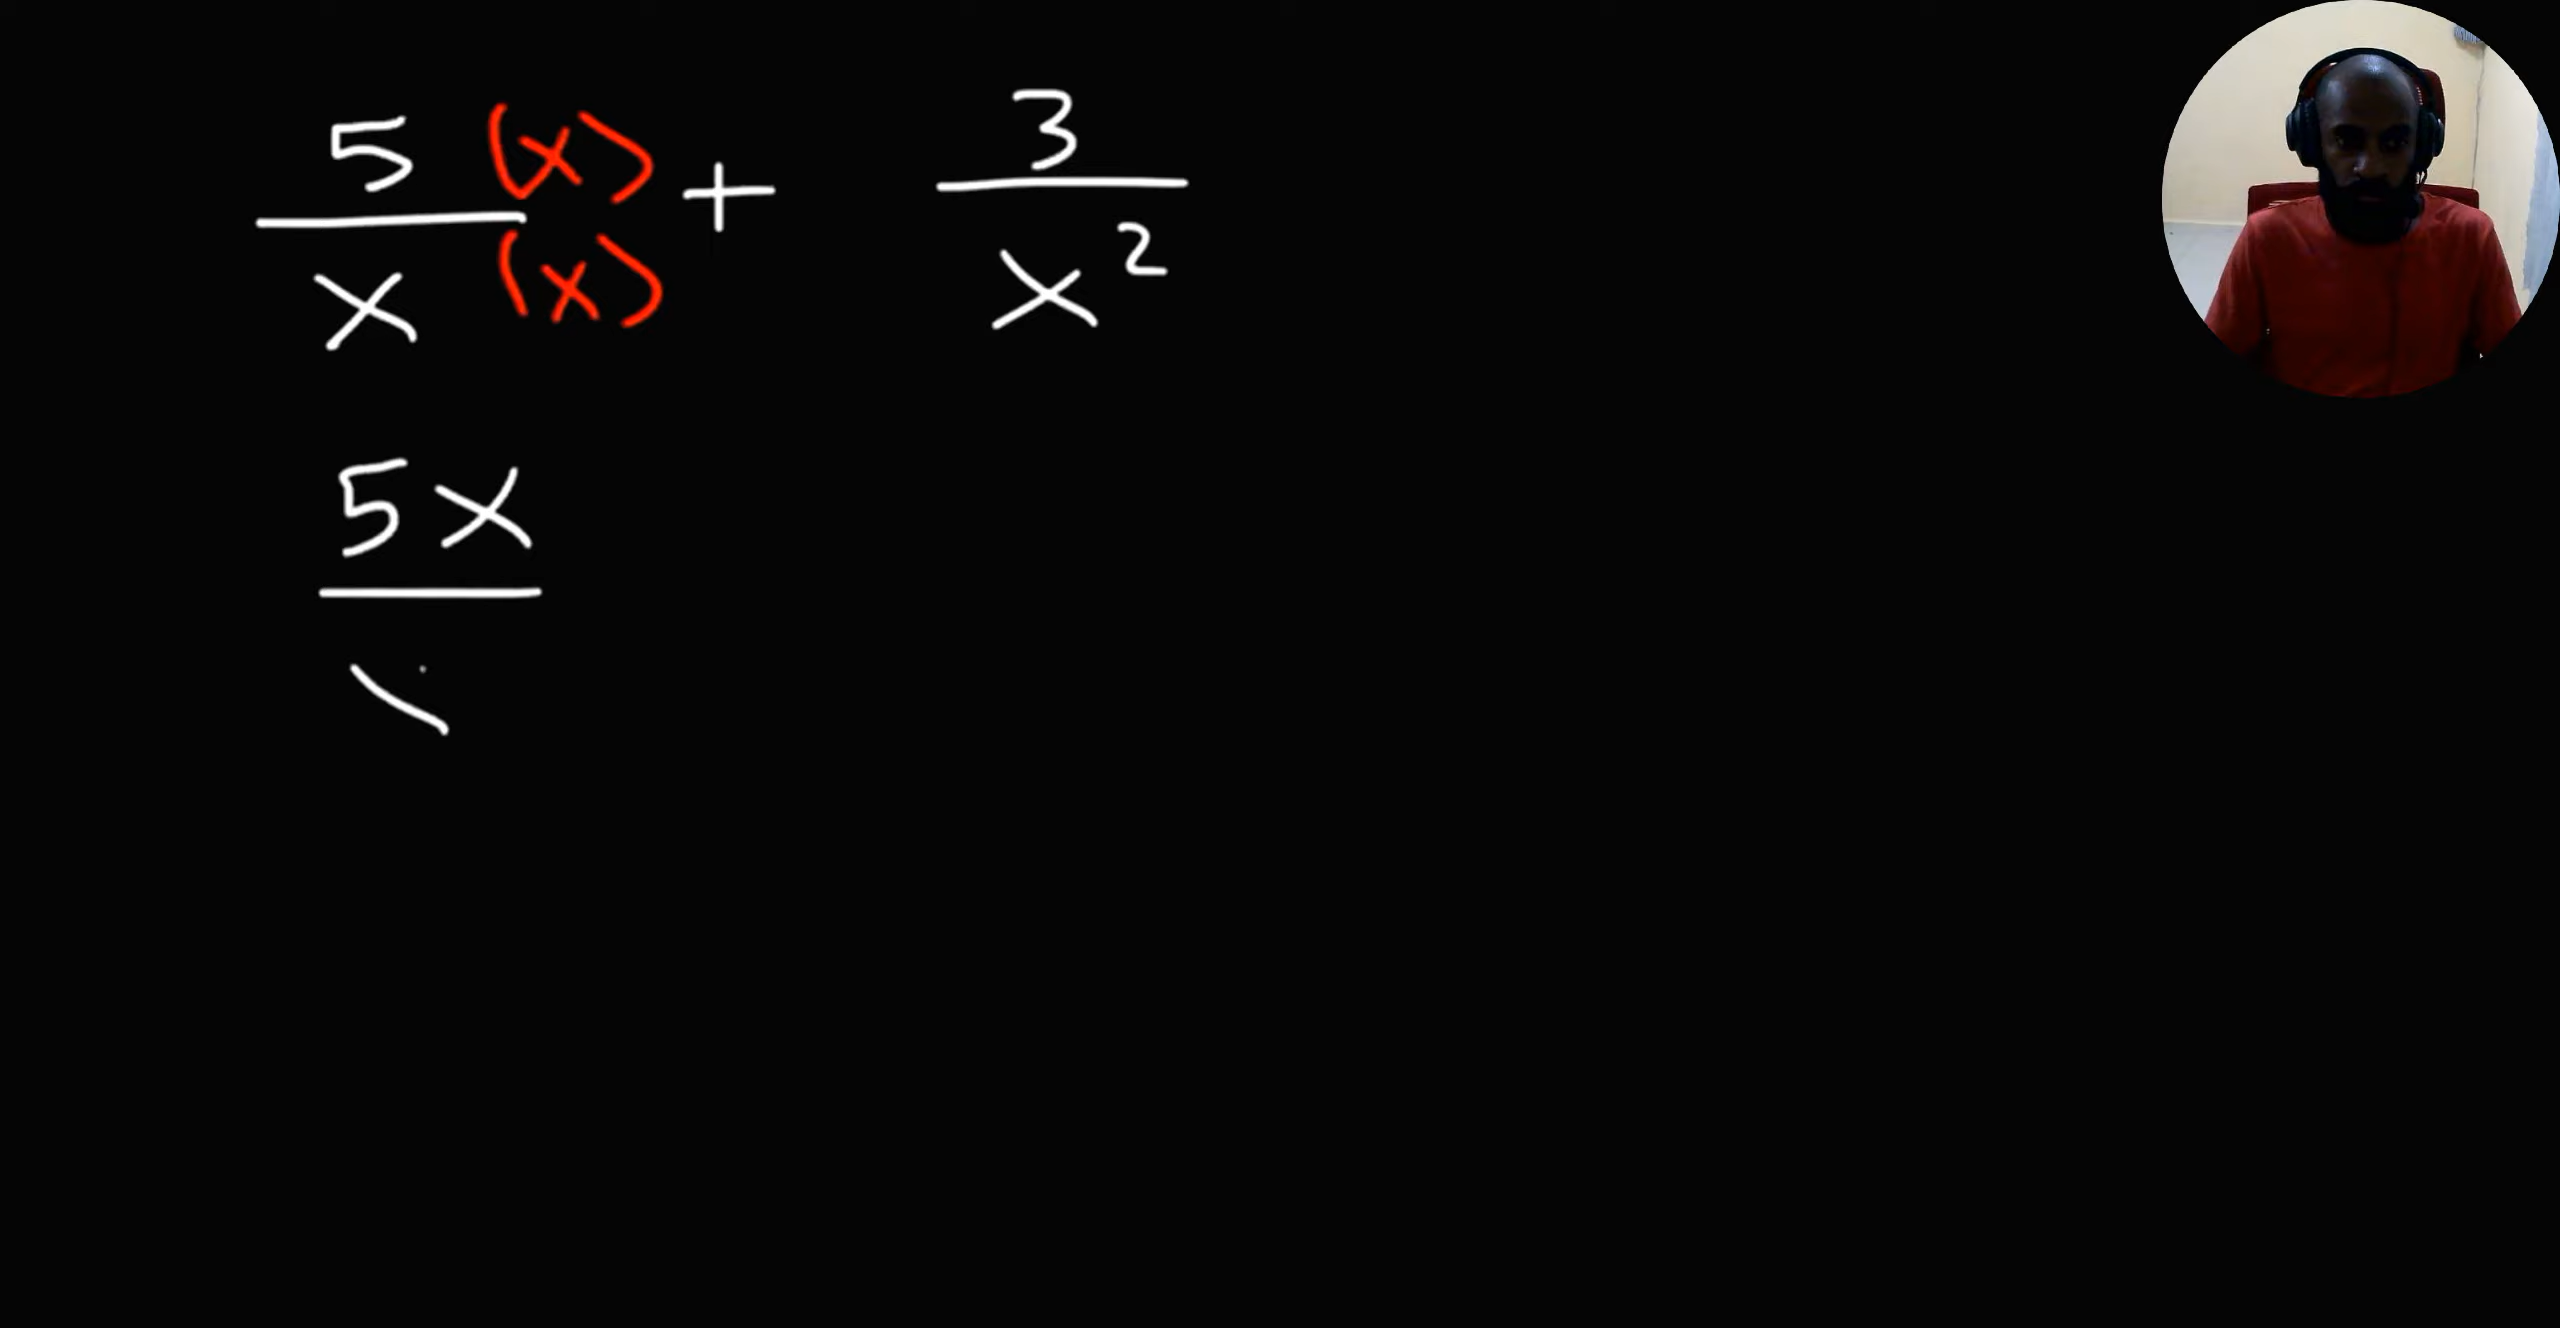 5 (x) / x (x) + 3 / x²
5x